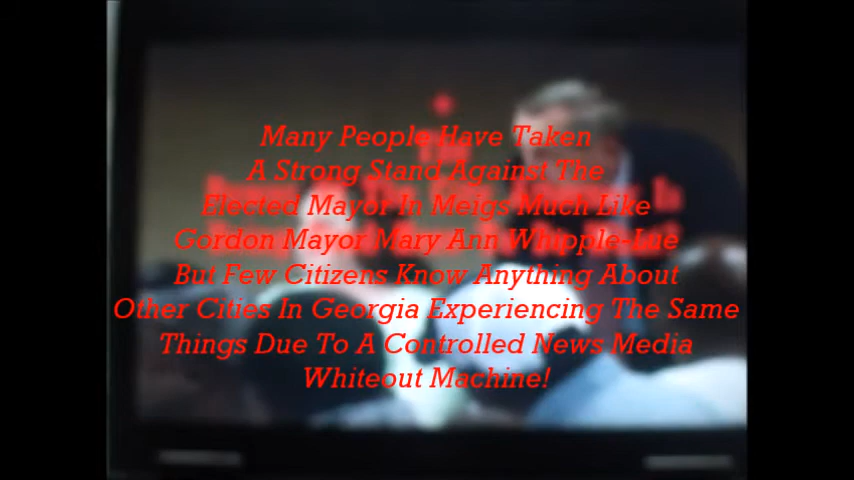 Many People Have Taken
A Strong Stand Against The
Elected Mayor In Meigs Much Like
Gordon Mayor Mary Ann Whipple-Lue
But Few Citizens Know Anything About
Other Cities In Georgia Experiencing The Same
Things Due To A Controlled News Media
Whiteout Machine!